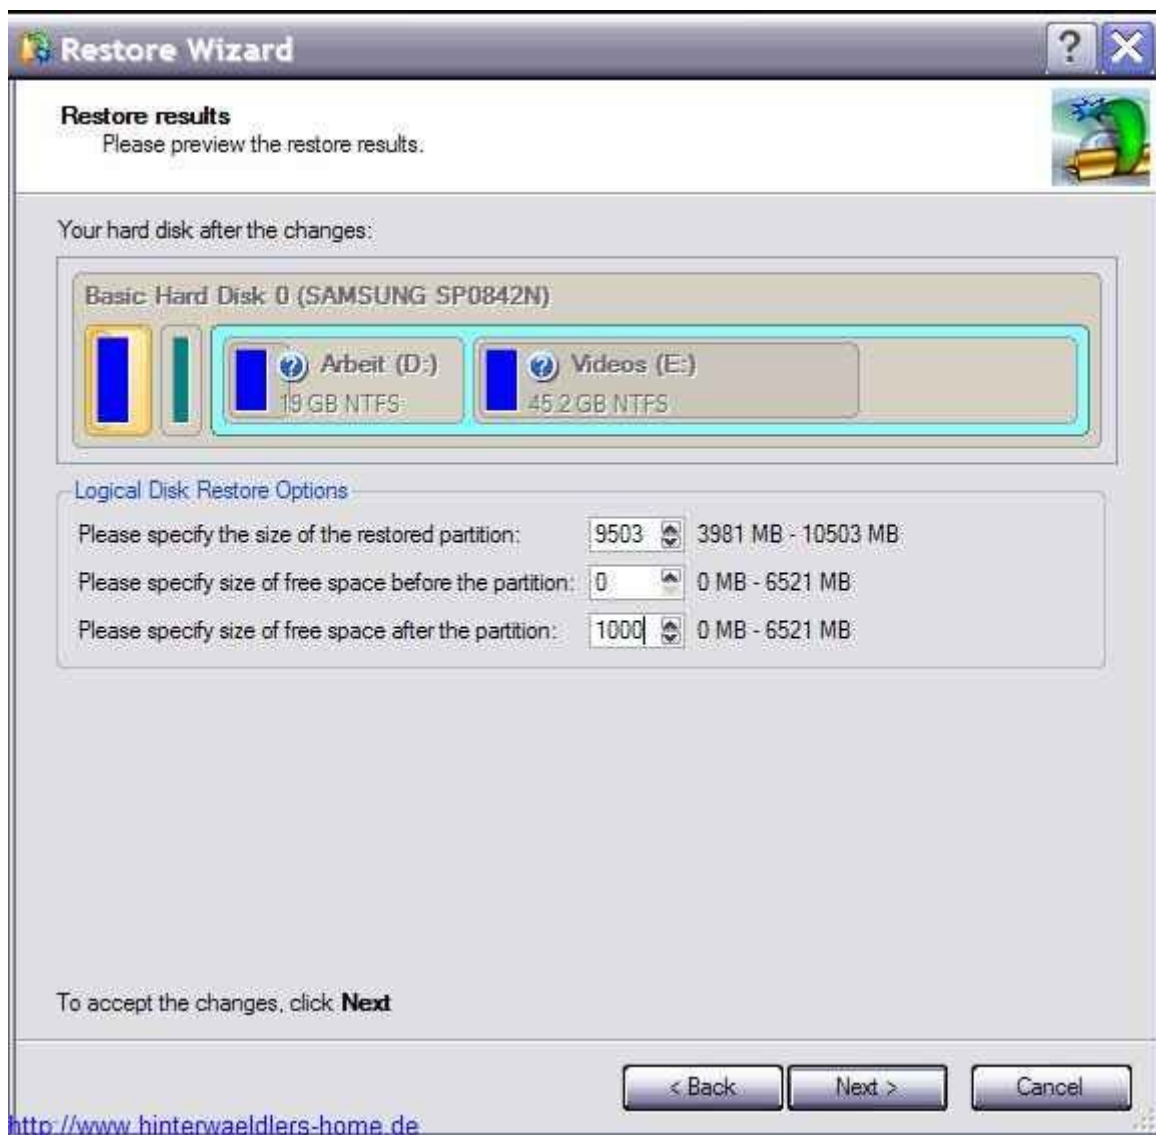 Restore Wizard
?
Restore results
Please preview the restore results.
Your hard disk after the changes:
Basic Hard Disk 0 (SAMSUNG SP0842N)
? Arbeit (D:)
19 GB NTFS
? Videos (E:)
45.2 GB NTFS
Logical Disk Restore Options
Please specify the size of the restored partition: 9503 3981 MB - 10503 MB
Please specify size of free space before the partition: 0 0 MB - 6521 MB
Please specify size of free space after the partition: 1000 0 MB - 6521 MB
To accept the changes, click Next
< Back Next > Cancel
http://www.hinterwaeldlers-home.de